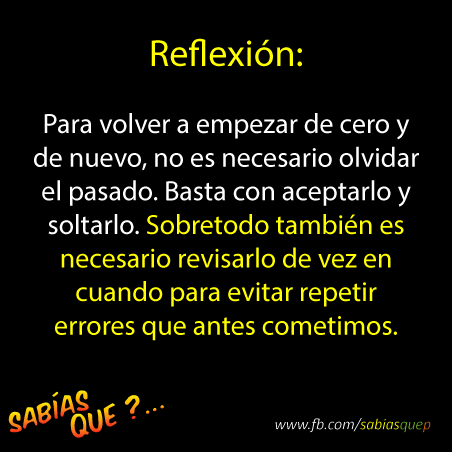 Reflexión:
Para volver a empezar de cero y
de nuevo, no es necesario olvidar
el pasado. Basta con aceptarlo y
soltarlo. Sobretodo también es
necesario revisarlo de vez en
cuando para evitar repetir
errores que antes cometimos.
SABÍAS
QUE ?...
www.fb.com/sabiasquep